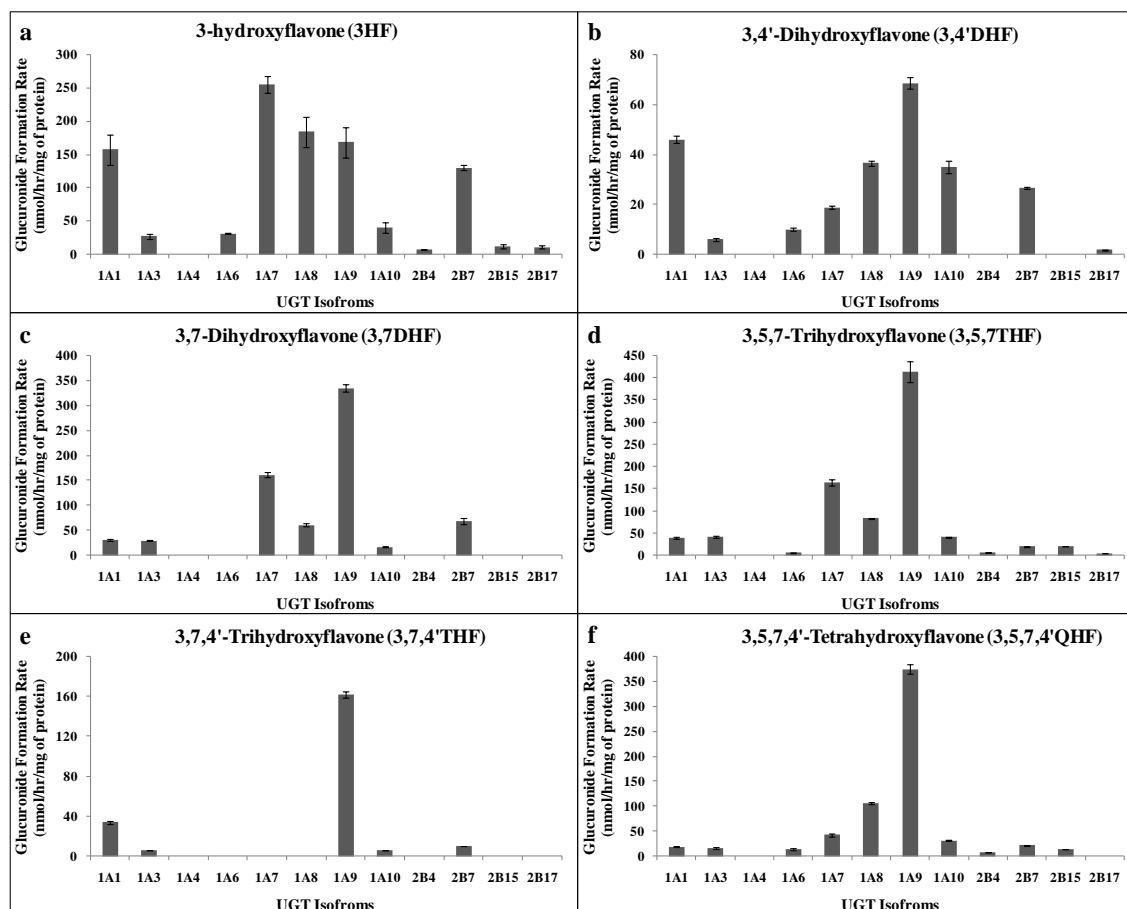 a
3-hydroxyflavone (3HF)
Glucuronide Formation Rate
(nmol/hr/mg of protein)
300
250
200
150
100
50
0
1A1 1A3 1A4 1A6 1A7 1A8 1A9 1A10 2B4 2B7 2B15 2B17
UGT Isofroms
b
3,4'-Dihydroxyflavone (3,4'DHF)
Glucuronide Formation Rate
(nmol/hr/mg of protein)
80
60
40
20
0
1A1 1A3 1A4 1A6 1A7 1A8 1A9 1A10 2B4 2B7 2B15 2B17
UGT Isofroms
c
3,7-Dihydroxyflavone (3,7DHF)
Glucuronide Formation Rate
(nmol/hr/mg of protein)
400
350
300
250
200
150
100
50
0
1A1 1A3 1A4 1A6 1A7 1A8 1A9 1A10 2B4 2B7 2B15 2B17
UGT Isofroms
d
3,5,7-Trihydroxyflavone (3,5,7THF)
Glucuronide Formation Rate
(nmol/hr/mg of protein)
450
400
350
300
250
200
150
100
50
0
1A1 1A3 1A4 1A6 1A7 1A8 1A9 1A10 2B4 2B7 2B15 2B17
UGT Isofroms
e
3,7,4'-Trihydroxyflavone (3,7,4'THF)
Glucuronide Formation Rate
(nmol/hr/mg of protein)
200
160
120
80
40
0
1A1 1A3 1A4 1A6 1A7 1A8 1A9 1A10 2B4 2B7 2B15 2B17
UGT Isofroms
f
3,5,7,4'-Tetrahydroxyflavone (3,5,7,4'QHF)
Glucuronide Formation Rate
(nmol/hr/mg of protein)
400
350
300
250
200
150
100
50
0
1A1 1A3 1A4 1A6 1A7 1A8 1A9 1A10 2B4 2B7 2B15 2B17
UGT Isofroms